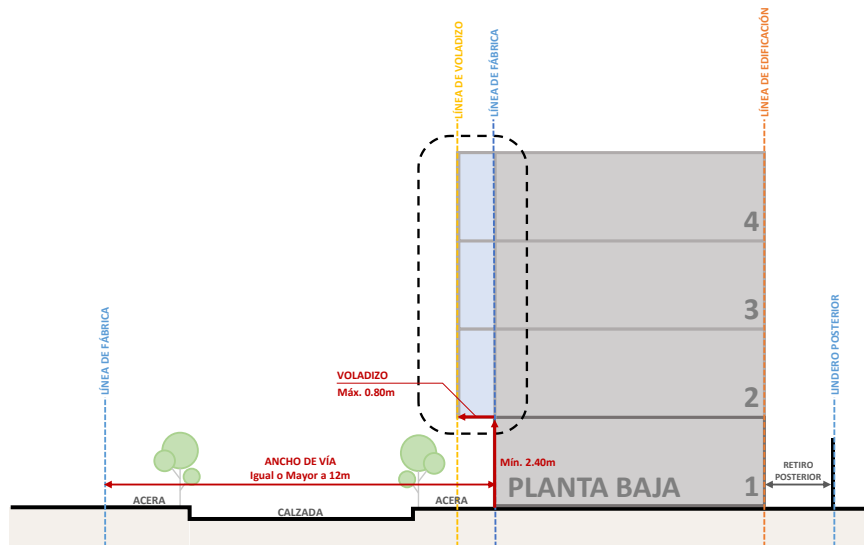 LÍNEA DE VOLADIZO
LÍNEA DE FÁBRICA
LÍNEA DE EDIFICACIÓN
4
3
LÍNEA DE FÁBRICA
LINDERO POSTERIOR
VOLADIZO
Máx. 0.80m
2
ANCHO DE VÍA
Igual o Mayor a 12m
Mín. 2.40m
RETIRO
POSTERIOR
PLANTA BAJA
1
ACERA
CALZADA
ACERA